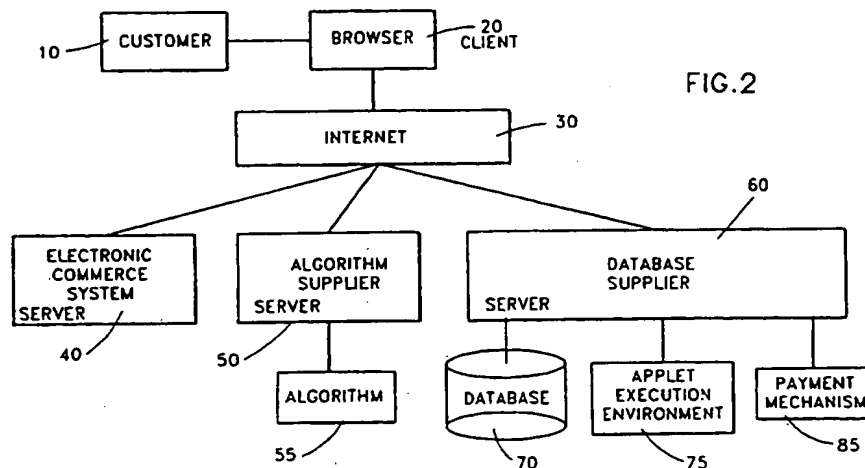 CUSTOMER
10
BROWSER
20
CLIENT
FIG.2
INTERNET
30
60
ELECTRONIC
COMMERCE
SYSTEM
SERVER
40
ALGORITHM
SUPPLIER
SERVER
50
DATABASE
SUPPLIER
SERVER
ALGORITHM
55
DATABASE
70
APPLET
EXECUTION
ENVIRONMENT
75
PAYMENT
MECHANISM
85